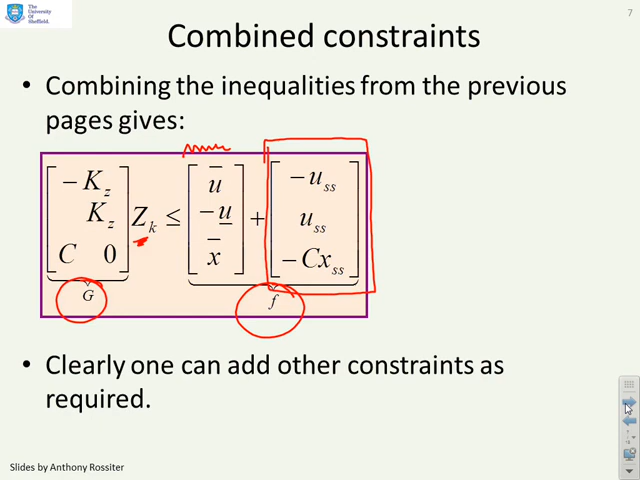 The
University
Of
Sheffield.
7
Combined constraints
• Combining the inequalities from the previous
pages gives:
[ −K_z ; K_z ; C 0 ] Z_k ≤ [ u̅ ; −u̲ ; x̅ ] + [ −u_ss ; u_ss ; −Cx_ss ]
G f
• Clearly one can add other constraints as
required.
Slides by Anthony Rossiter